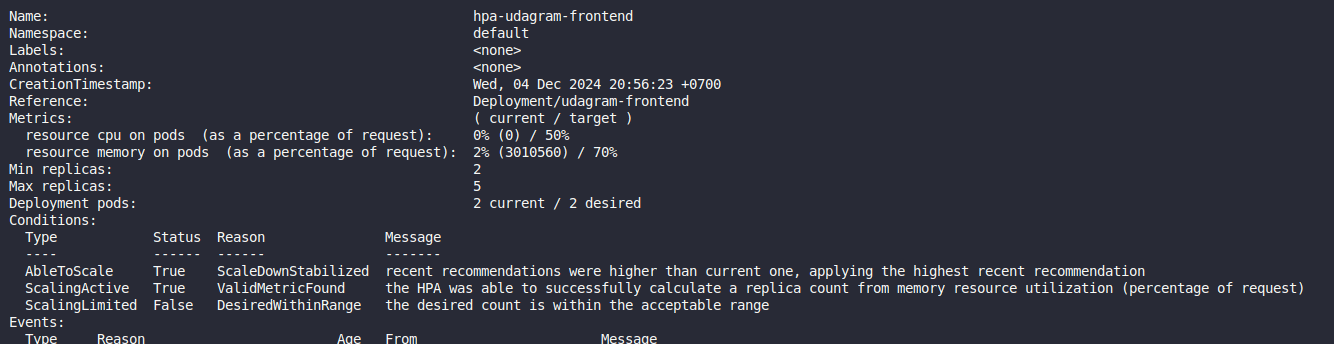 Name: hpa-udagram-frontend
Namespace: default
Labels: <none>
Annotations: <none>
CreationTimestamp: Wed, 04 Dec 2024 20:56:23 +0700
Reference: Deployment/udagram-frontend
Metrics: ( current / target )
  resource cpu on pods  (as a percentage of request): 0% (0) / 50%
  resource memory on pods  (as a percentage of request): 2% (3010560) / 70%
Min replicas: 2
Max replicas: 5
Deployment pods: 2 current / 2 desired
Conditions:
  Type            Status  Reason               Message
  ----            ------  ------               -------
  AbleToScale     True    ScaleDownStabilized  recent recommendations were higher than current one, applying the highest recent recommendation
  ScalingActive   True    ValidMetricFound     the HPA was able to successfully calculate a replica count from memory resource utilization (percentage of request)
  ScalingLimited  False   DesiredWithinRange   the desired count is within the acceptable range
Events:
  Type     Reason                        Age   From                       Message